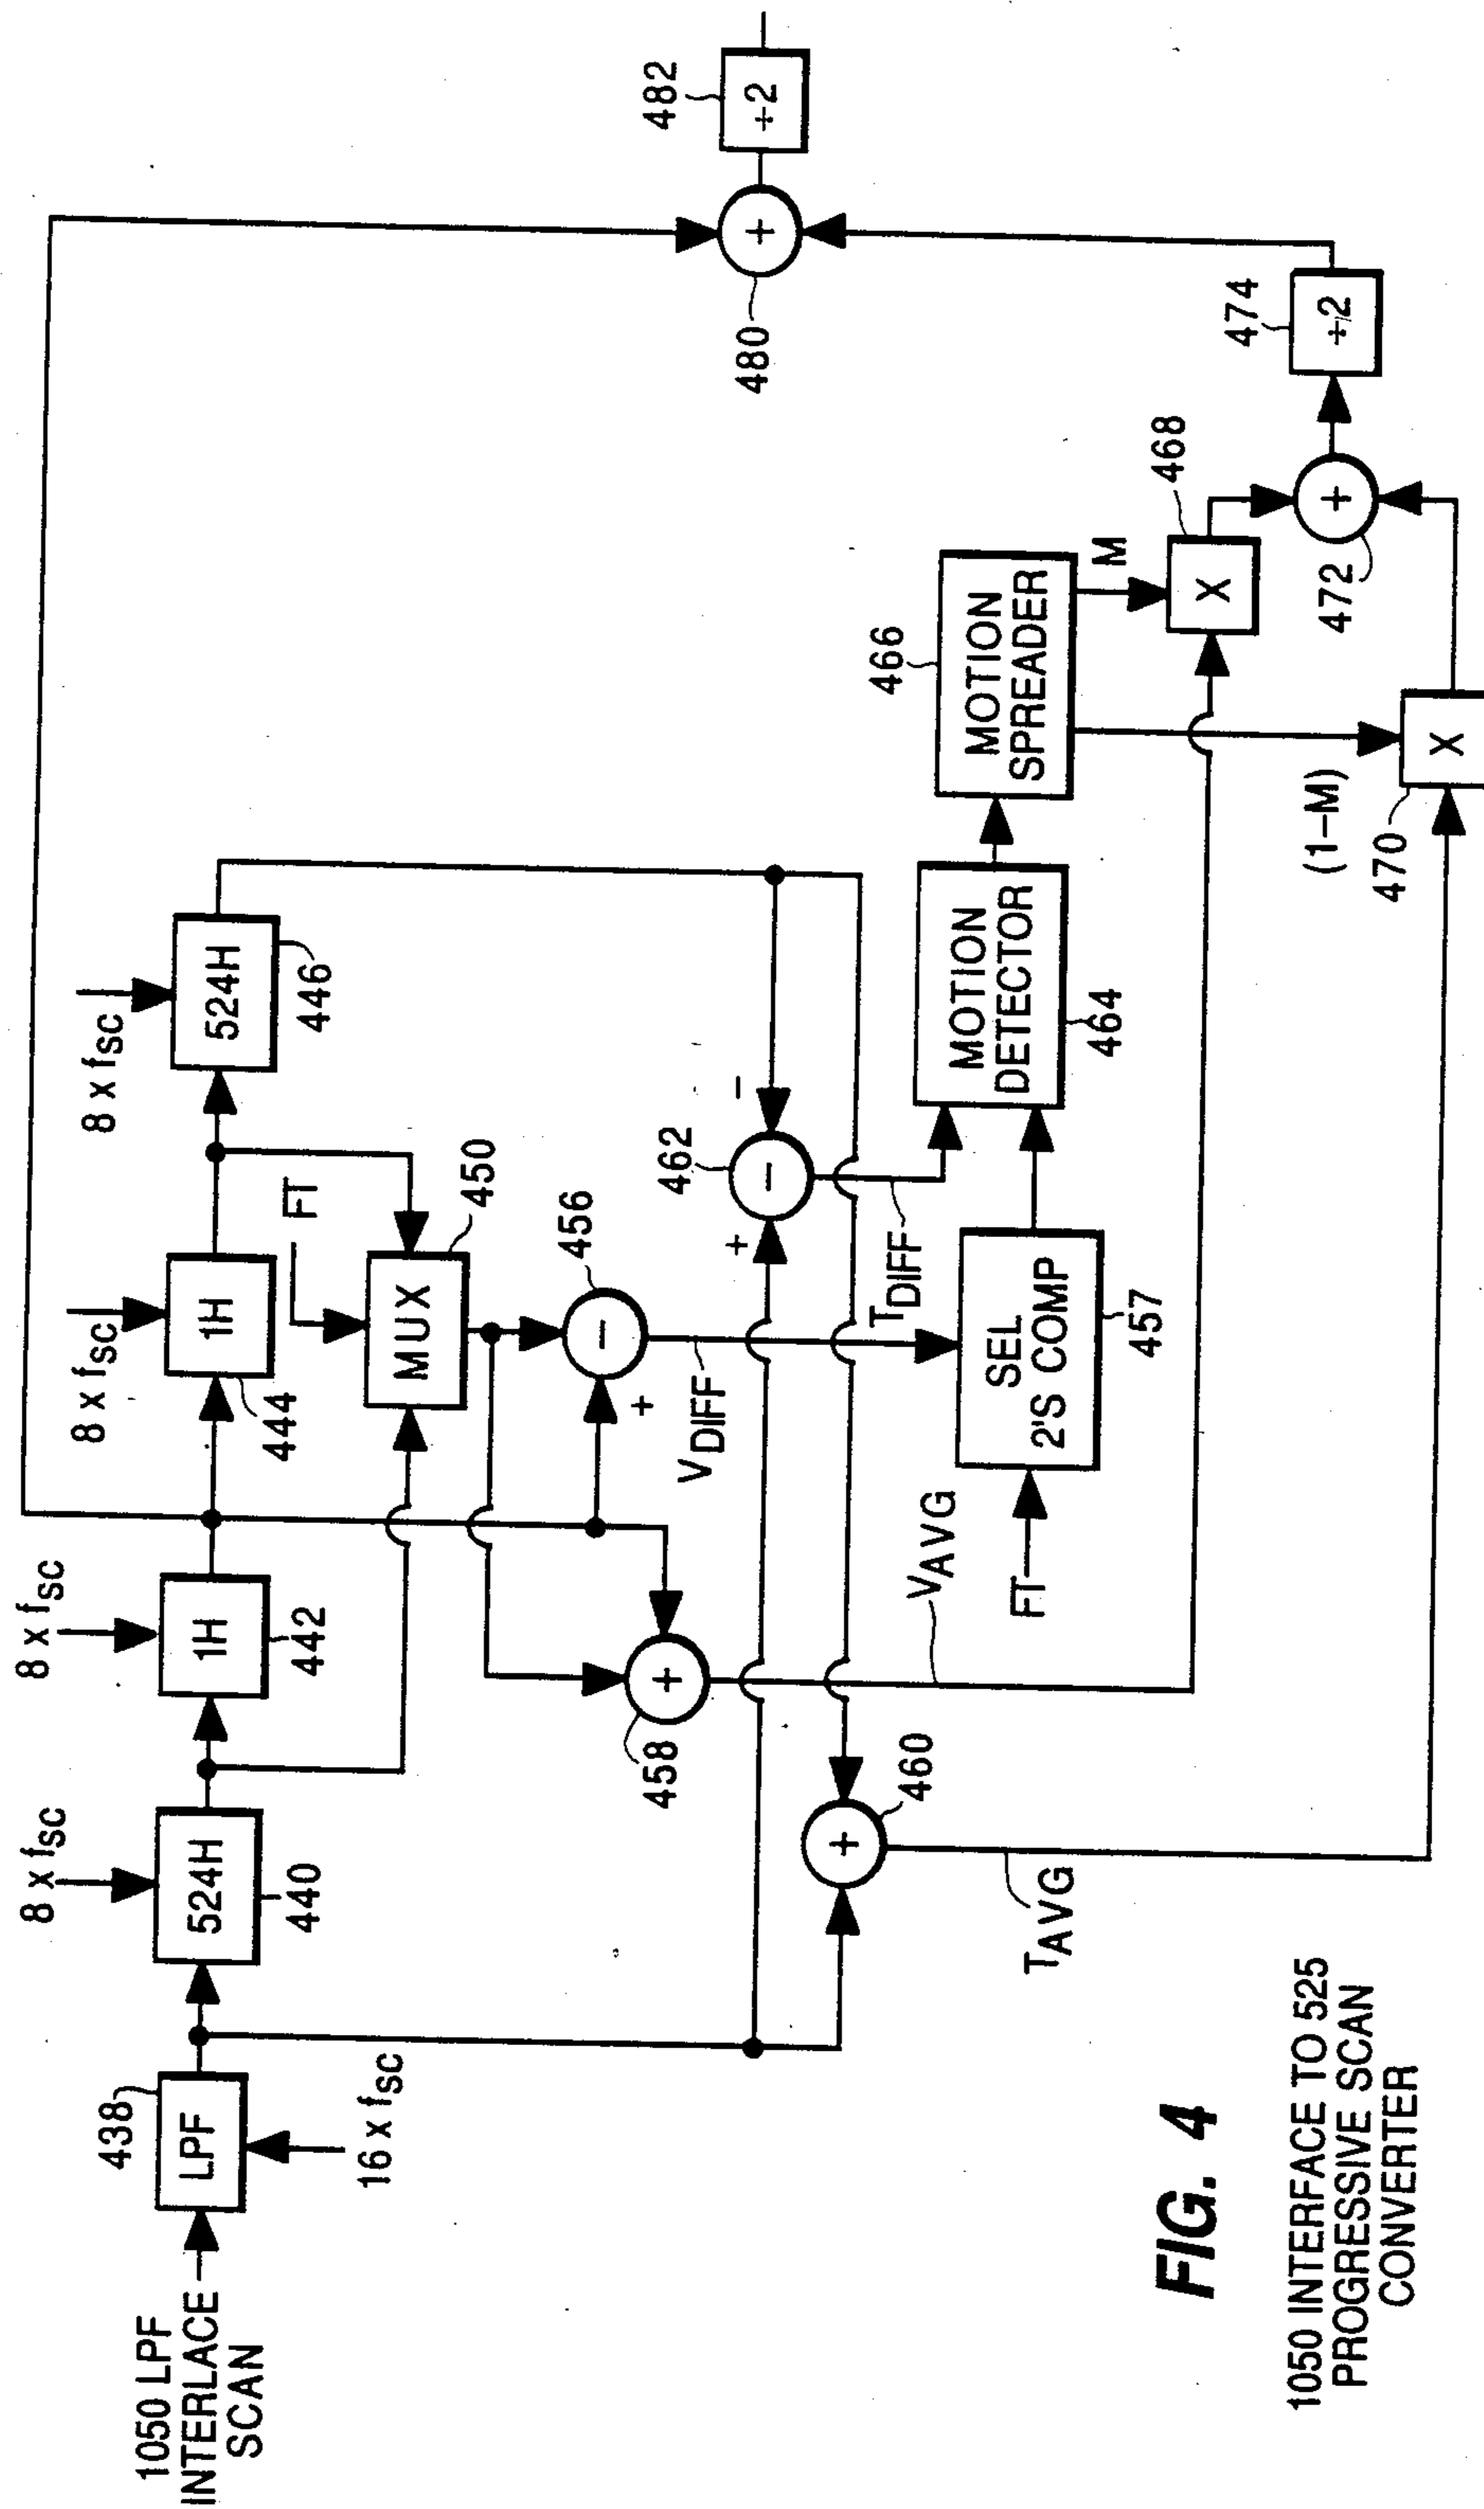 1050 LPF
INTERLACE
SCAN
438
LPF
16 x fSC
8 x fSC
524H
440
8 x fSC
1H
442
8 x fSC
1H
444
8 x fSC
524H
446
FT
MUX
450
-
+
456
VDIFF
+
458
VAVG
+
460
TAVG
462
-
+
-
TDIFF
FT
SEL
2'S COMP
457
MOTION
DETECTOR
464
MOTION
SPREADER
466
M
(1-M)
X
468
X
470
+
472
÷2
474
+
480
÷2
482
FIG. 4
1050 INTERFACE TO 525
PROGRESSIVE SCAN
CONVERTER